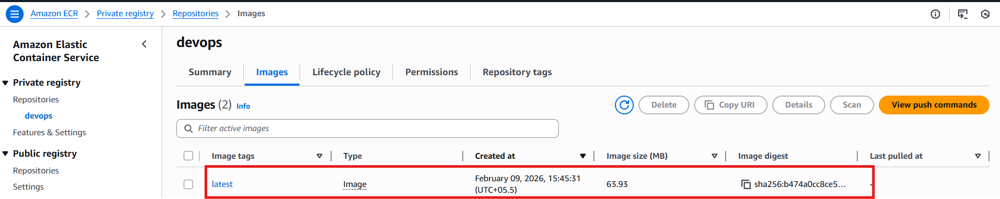 Amazon ECR > Private registry > Repositories > Images
Amazon Elastic
Container Service
Private registry
Repositories
devops
Features & Settings
Public registry
Repositories
Settings
devops
Summary Images Lifecycle policy Permissions Repository tags
Images (2) Info
Delete Copy URI Details Scan View push commands
Filter active images
Image tags Type Created at Image size (MB) Image digest Last pulled at
latest Image February 09, 2026, 15:45:31 63.93 sha256:b474a0cc8ce5... -
(UTC+05.5)